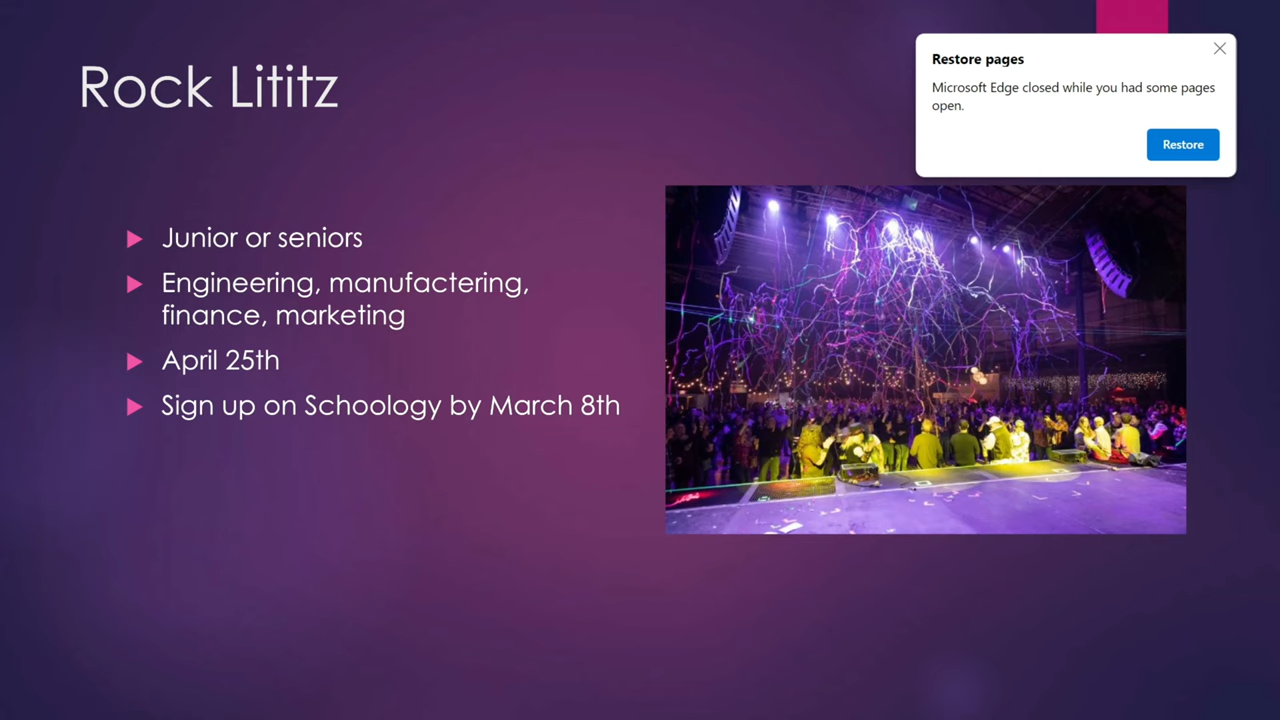 Rock Lititz
Restore pages
Microsoft Edge closed while you had some pages
open.
Restore
Junior or seniors
Engineering, manufactering,
finance, marketing
April 25th
Sign up on Schoology by March 8th